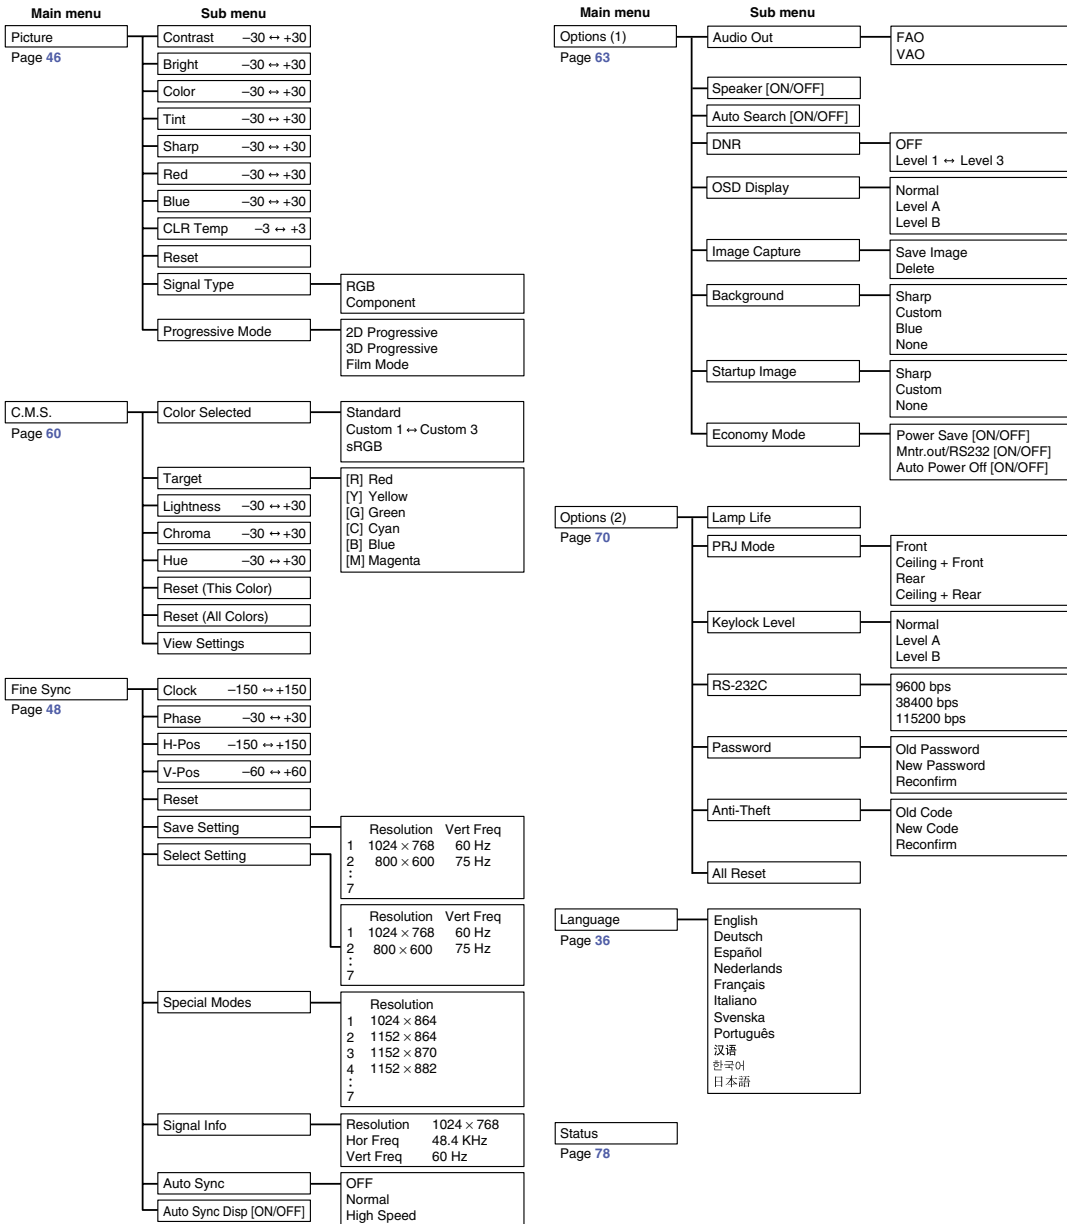 Main menu Sub menu
Picture
Page 46
Contrast –30 ↔ +30
Bright –30 ↔ +30
Color –30 ↔ +30
Tint –30 ↔ +30
Sharp –30 ↔ +30
Red –30 ↔ +30
Blue –30 ↔ +30
CLR Temp –3 ↔ +3
Reset
Signal Type
RGB
Component
Progressive Mode
2D Progressive
3D Progressive
Film Mode
C.M.S.
Page 60
Color Selected
Standard
Custom 1 ↔ Custom 3
sRGB
Target
[R] Red
[Y] Yellow
[G] Green
[C] Cyan
[B] Blue
[M] Magenta
Lightness –30 ↔ +30
Chroma –30 ↔ +30
Hue –30 ↔ +30
Reset (This Color)
Reset (All Colors)
View Settings
Fine Sync
Page 48
Clock –150 ↔ +150
Phase –30 ↔ +30
H-Pos –150 ↔ +150
V-Pos –60 ↔ +60
Reset
Save Setting
Resolution Vert Freq
1 1024 × 768 60 Hz
2 800 × 600 75 Hz
:
7
Select Setting
Resolution Vert Freq
1 1024 × 768 60 Hz
2 800 × 600 75 Hz
:
7
Special Modes
Resolution
1 1024 × 864
2 1152 × 864
3 1152 × 870
4 1152 × 882
:
7
Signal Info
Resolution 1024 × 768
Hor Freq 48.4 KHz
Vert Freq 60 Hz
Auto Sync
OFF
Normal
High Speed
Auto Sync Disp [ON/OFF]
Main menu Sub menu
Options (1)
Page 63
Audio Out
FAO
VAO
Speaker [ON/OFF]
Auto Search [ON/OFF]
DNR
OFF
Level 1 ↔ Level 3
OSD Display
Normal
Level A
Level B
Image Capture
Save Image
Delete
Background
Sharp
Custom
Blue
None
Startup Image
Sharp
Custom
None
Economy Mode
Power Save [ON/OFF]
Mntr.out/RS232 [ON/OFF]
Auto Power Off [ON/OFF]
Options (2)
Page 70
Lamp Life
PRJ Mode
Front
Ceiling + Front
Rear
Ceiling + Rear
Keylock Level
Normal
Level A
Level B
RS-232C
9600 bps
38400 bps
115200 bps
Password
Old Password
New Password
Reconfirm
Anti-Theft
Old Code
New Code
Reconfirm
All Reset
Language
Page 36
English
Deutsch
Español
Nederlands
Français
Italiano
Svenska
Português
汉语
한국어
日本語
Status
Page 78